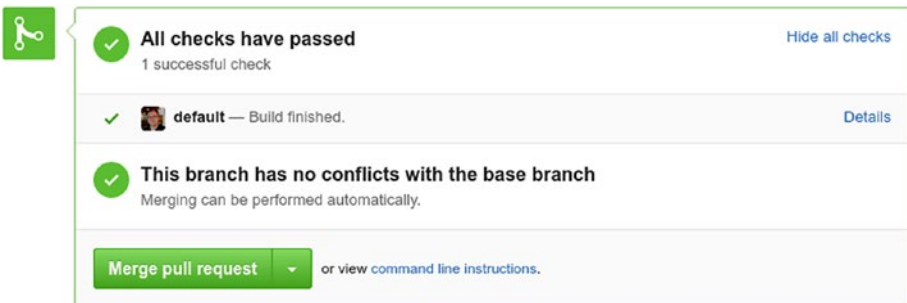 All checks have passed
Hide all checks
1 successful check
default — Build finished.
Details
This branch has no conflicts with the base branch
Merging can be performed automatically.
Merge pull request
or view command line instructions.